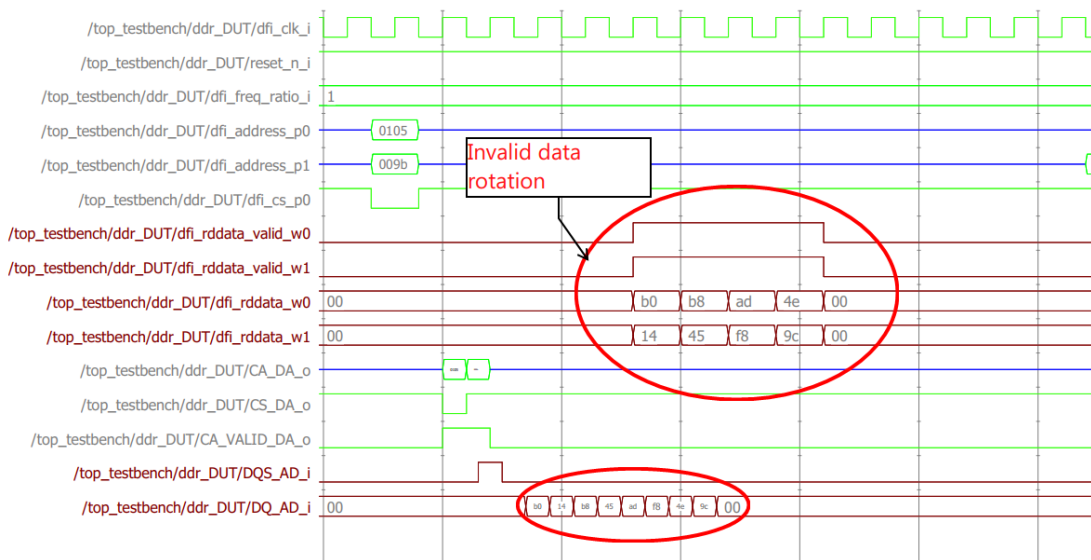 /top_testbench/ddr_DUT/dfi_clk_i
/top_testbench/ddr_DUT/reset_n_i
/top_testbench/ddr_DUT/dfi_freq_ratio_i 1
/top_testbench/ddr_DUT/dfi_address_p0 0105
/top_testbench/ddr_DUT/dfi_address_p1 009b
Invalid data
rotation
/top_testbench/ddr_DUT/dfi_cs_p0
/top_testbench/ddr_DUT/dfi_rddata_valid_w0
/top_testbench/ddr_DUT/dfi_rddata_valid_w1
/top_testbench/ddr_DUT/dfi_rddata_w0 00 b0 b8 ad 4e 00
/top_testbench/ddr_DUT/dfi_rddata_w1 00 14 45 f8 9c 00
/top_testbench/ddr_DUT/CA_DA_o
/top_testbench/ddr_DUT/CS_DA_o
/top_testbench/ddr_DUT/CA_VALID_DA_o
/top_testbench/ddr_DUT/DQS_AD_i
/top_testbench/ddr_DUT/DQ_AD_i 00 b0 14 b8 45 ad f8 4e 9c 00